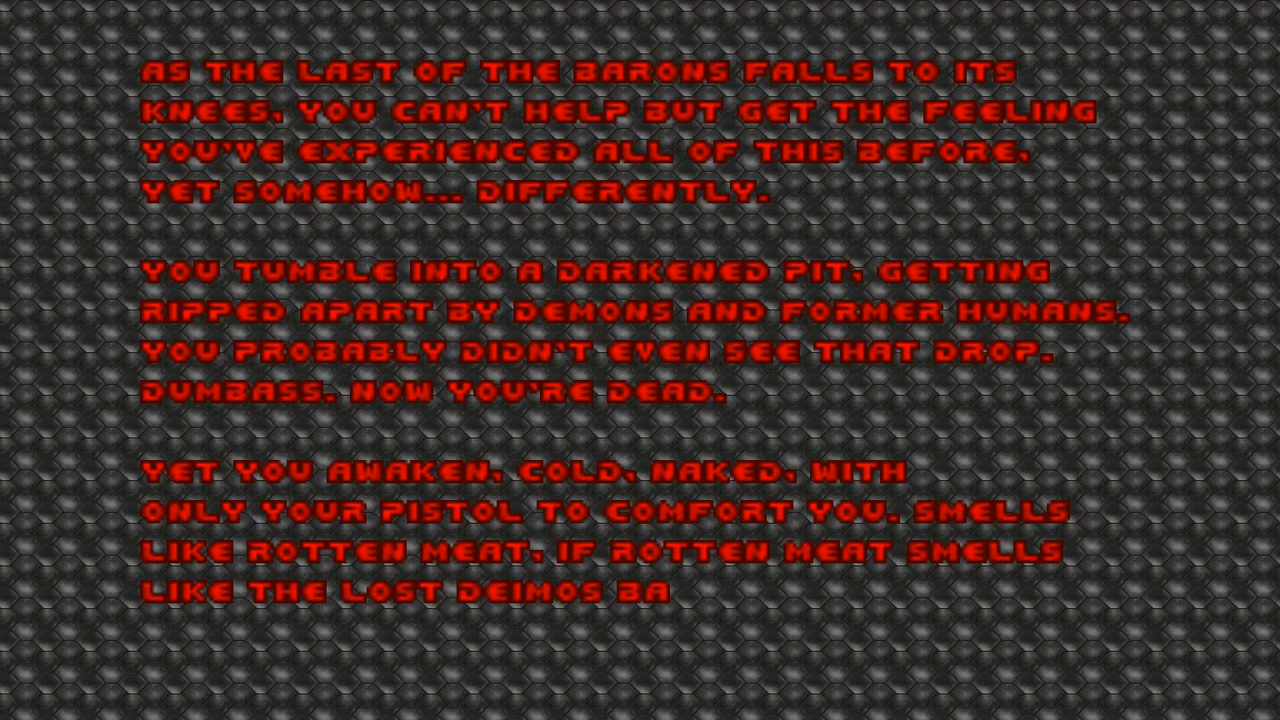 AS THE LAST OF THE BARONS FALLS TO ITS
KNEES, YOU CAN'T HELP BUT GET THE FEELING
YOU'VE EXPERIENCED ALL OF THIS BEFORE,
YET SOMEHOW... DIFFERENTLY.
YOU TUMBLE INTO A DARKENED PIT, GETTING
RIPPED APART BY DEMONS AND FORMER HUMANS.
YOU PROBABLY DIDN'T EVEN SEE THAT DROP.
DUMBASS. NOW YOU'RE DEAD.
YET YOU AWAKEN, COLD, NAKED, WITH
ONLY YOUR PISTOL TO COMFORT YOU. SMELLS
LIKE ROTTEN MEAT, IF ROTTEN MEAT SMELLS
LIKE THE LOST DEIMOS BA